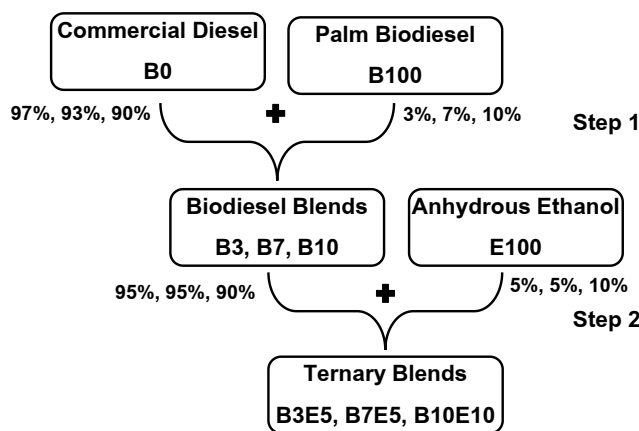 Commercial Diesel
B0
Palm Biodiesel
B100
97%, 93%, 90%
3%, 7%, 10%
Step 1
Biodiesel Blends
B3, B7, B10
Anhydrous Ethanol
E100
95%, 95%, 90%
5%, 5%, 10%
Step 2
Ternary Blends
B3E5, B7E5, B10E10